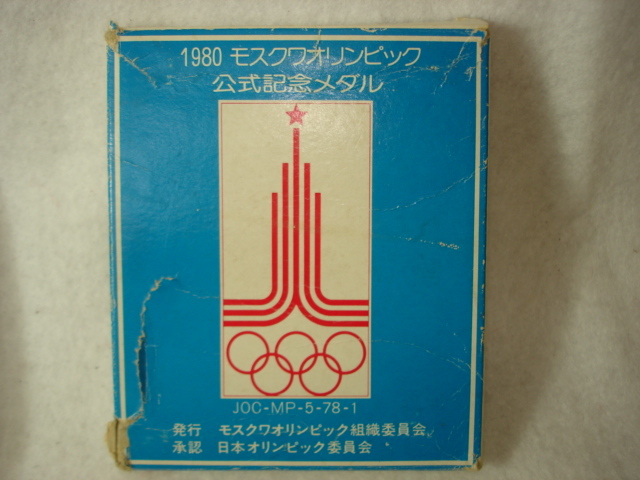 1980 モスクワオリンピック
公式記念メダル
JOC-MP-5-78-1
発行 モスクワオリンピック組織委員会
承認 日本オリンピック委員会